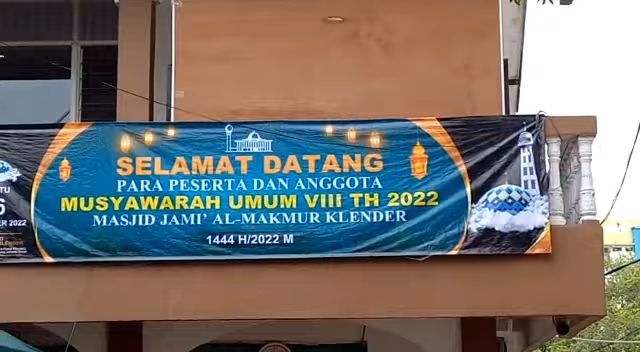 SELAMAT DATANG
PARA PESERTA DAN ANGGOTA
MUSYAWARAH UMUM VIII TH 2022
MASJID JAMI' AL-MAKMUR KLENDER
1444 H/2022 M